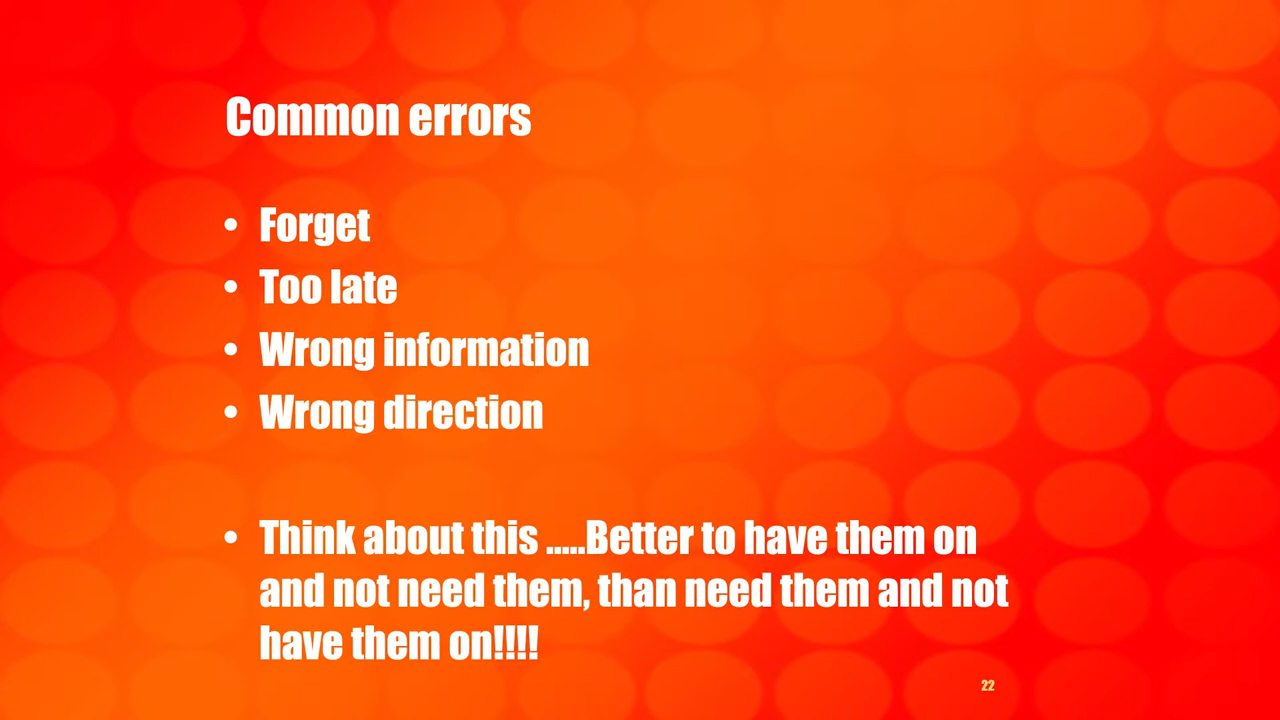 Common errors
• Forget
• Too late
• Wrong information
• Wrong direction
• Think about this .....Better to have them on
and not need them, than need them and not
have them on!!!!
22